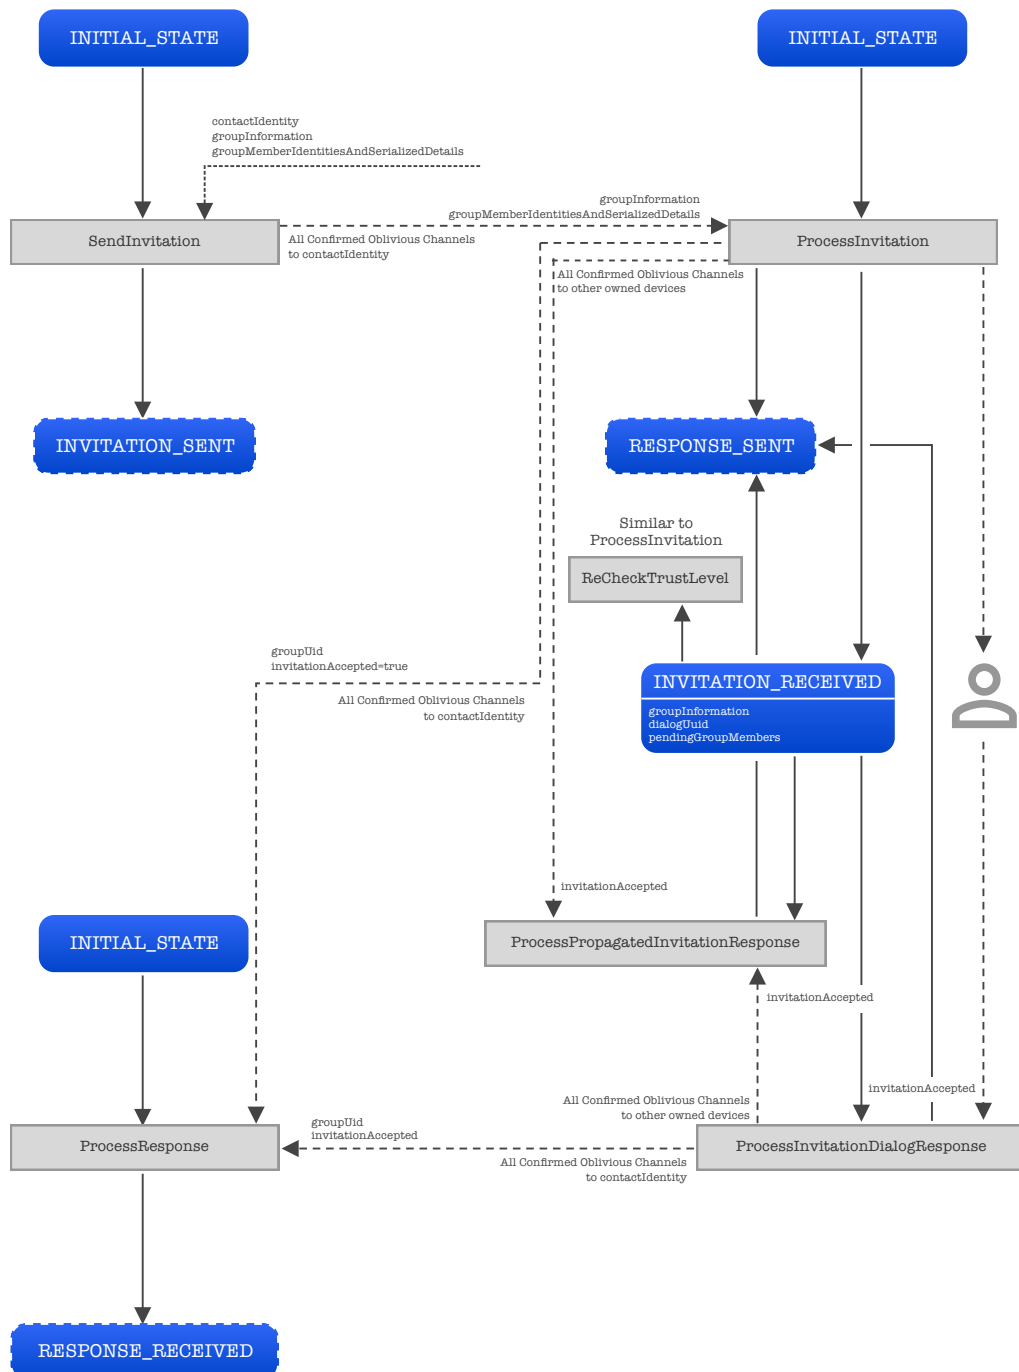 INITIAL_STATE
INITIAL_STATE
contactIdentity
groupInformation
groupMemberIdentitiesAndSerializedDetails
groupInformation
groupMemberIdentitiesAndSerializedDetails
SendInvitation
All Confirmed Oblivious Channels
to contactIdentity
ProcessInvitation
All Confirmed Oblivious Channels
to other owned devices
INVITATION_SENT
RESPONSE_SENT
Similar to
ProcessInvitation
ReCheckTrustLevel
groupUid
invitationAccepted=true
All Confirmed Oblivious Channels
to contactIdentity
INVITATION_RECEIVED
groupInformation
dialogUuid
pendingGroupMembers
invitationAccepted
INITIAL_STATE
ProcessPropagatedInvitationResponse
invitationAccepted
invitationAccepted
All Confirmed Oblivious Channels
to other owned devices
groupUid
invitationAccepted
ProcessResponse
ProcessInvitationDialogResponse
All Confirmed Oblivious Channels
to contactIdentity
RESPONSE_RECEIVED